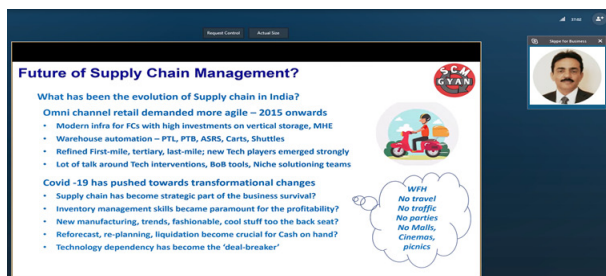 Request Control Actual Size
Skype for Business
Future of Supply Chain Management?
SCM
GYAN
What has been the evolution of Supply chain in India?
Omni channel retail demanded more agile – 2015 onwards
• Modern infra for FCs with high investments on vertical storage, MHE
• Warehouse automation – PTL, PTB, ASRS, Carts, Shuttles
• Refined First-mile, tertiary, last-mile; new Tech players emerged strongly
• Lot of talk around Tech interventions, BoB tools, Niche solutioning teams
Covid -19 has pushed towards transformational changes
• Supply chain has become strategic part of the business survival?
• Inventory management skills became paramount for the profitability?
• New manufacturing, trends, fashionable, cool stuff too the back seat?
• Reforecast, re-planning, liquidation become crucial for Cash on hand?
• Technology dependency has become the ‘deal-breaker’
WFH
No travel
No traffic
No parties
No Malls,
Cinemas,
picnics